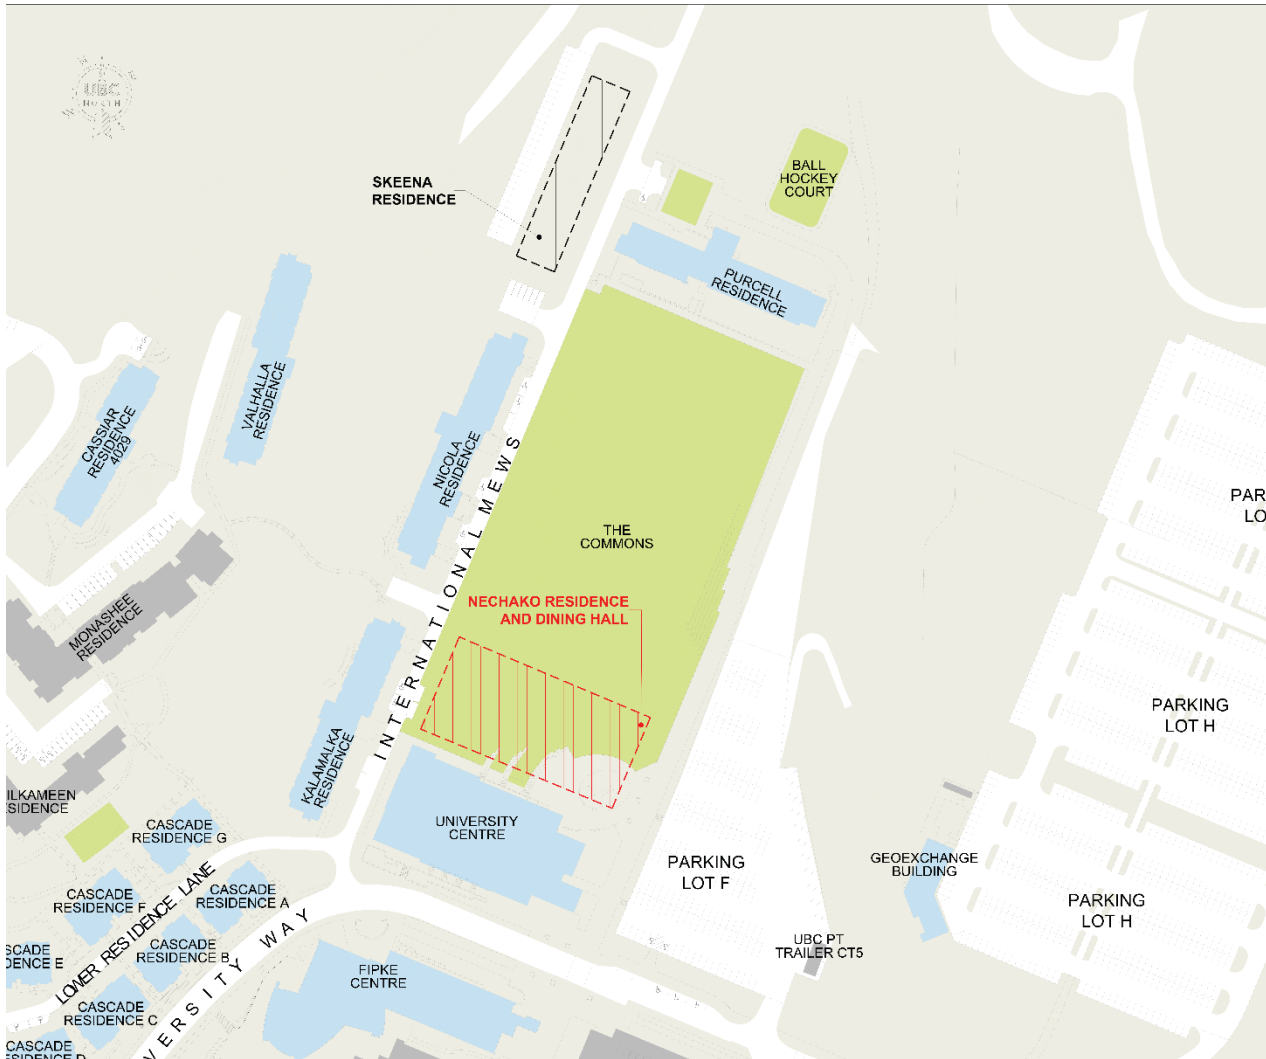 UBC
NORTH
SKEENA
RESIDENCE
BALL
HOCKEY
COURT
PURCELL
RESIDENCE
VALHALLA
RESIDENCE
CASSIAR
RESIDENCE
4029
NICOLA
RESIDENCE
INTERNATIONAL MEWS
THE
COMMONS
PAR
LO
NECHAKO RESIDENCE
AND DINING HALL
MONASHEE
RESIDENCE
PARKING
LOT H
KALAMALKA
RESIDENCE
ILKAMEEN
SIDENCE
CASCADE
RESIDENCE G
UNIVERSITY
CENTRE
PARKING
LOT F
GEOEXCHANGE
BUILDING
PARKING
LOT H
CASCADE
RESIDENCE F
CASCADE
RESIDENCE A
LOWER RESIDENCE LANE
CASCADE
RESIDENCE B
SCADE
DENCE E
UBC PT
TRAILER CT5
FIPKE
CENTRE
CASCADE
RESIDENCE C
VERSITY WAY
CASCADE
SIDENCE D